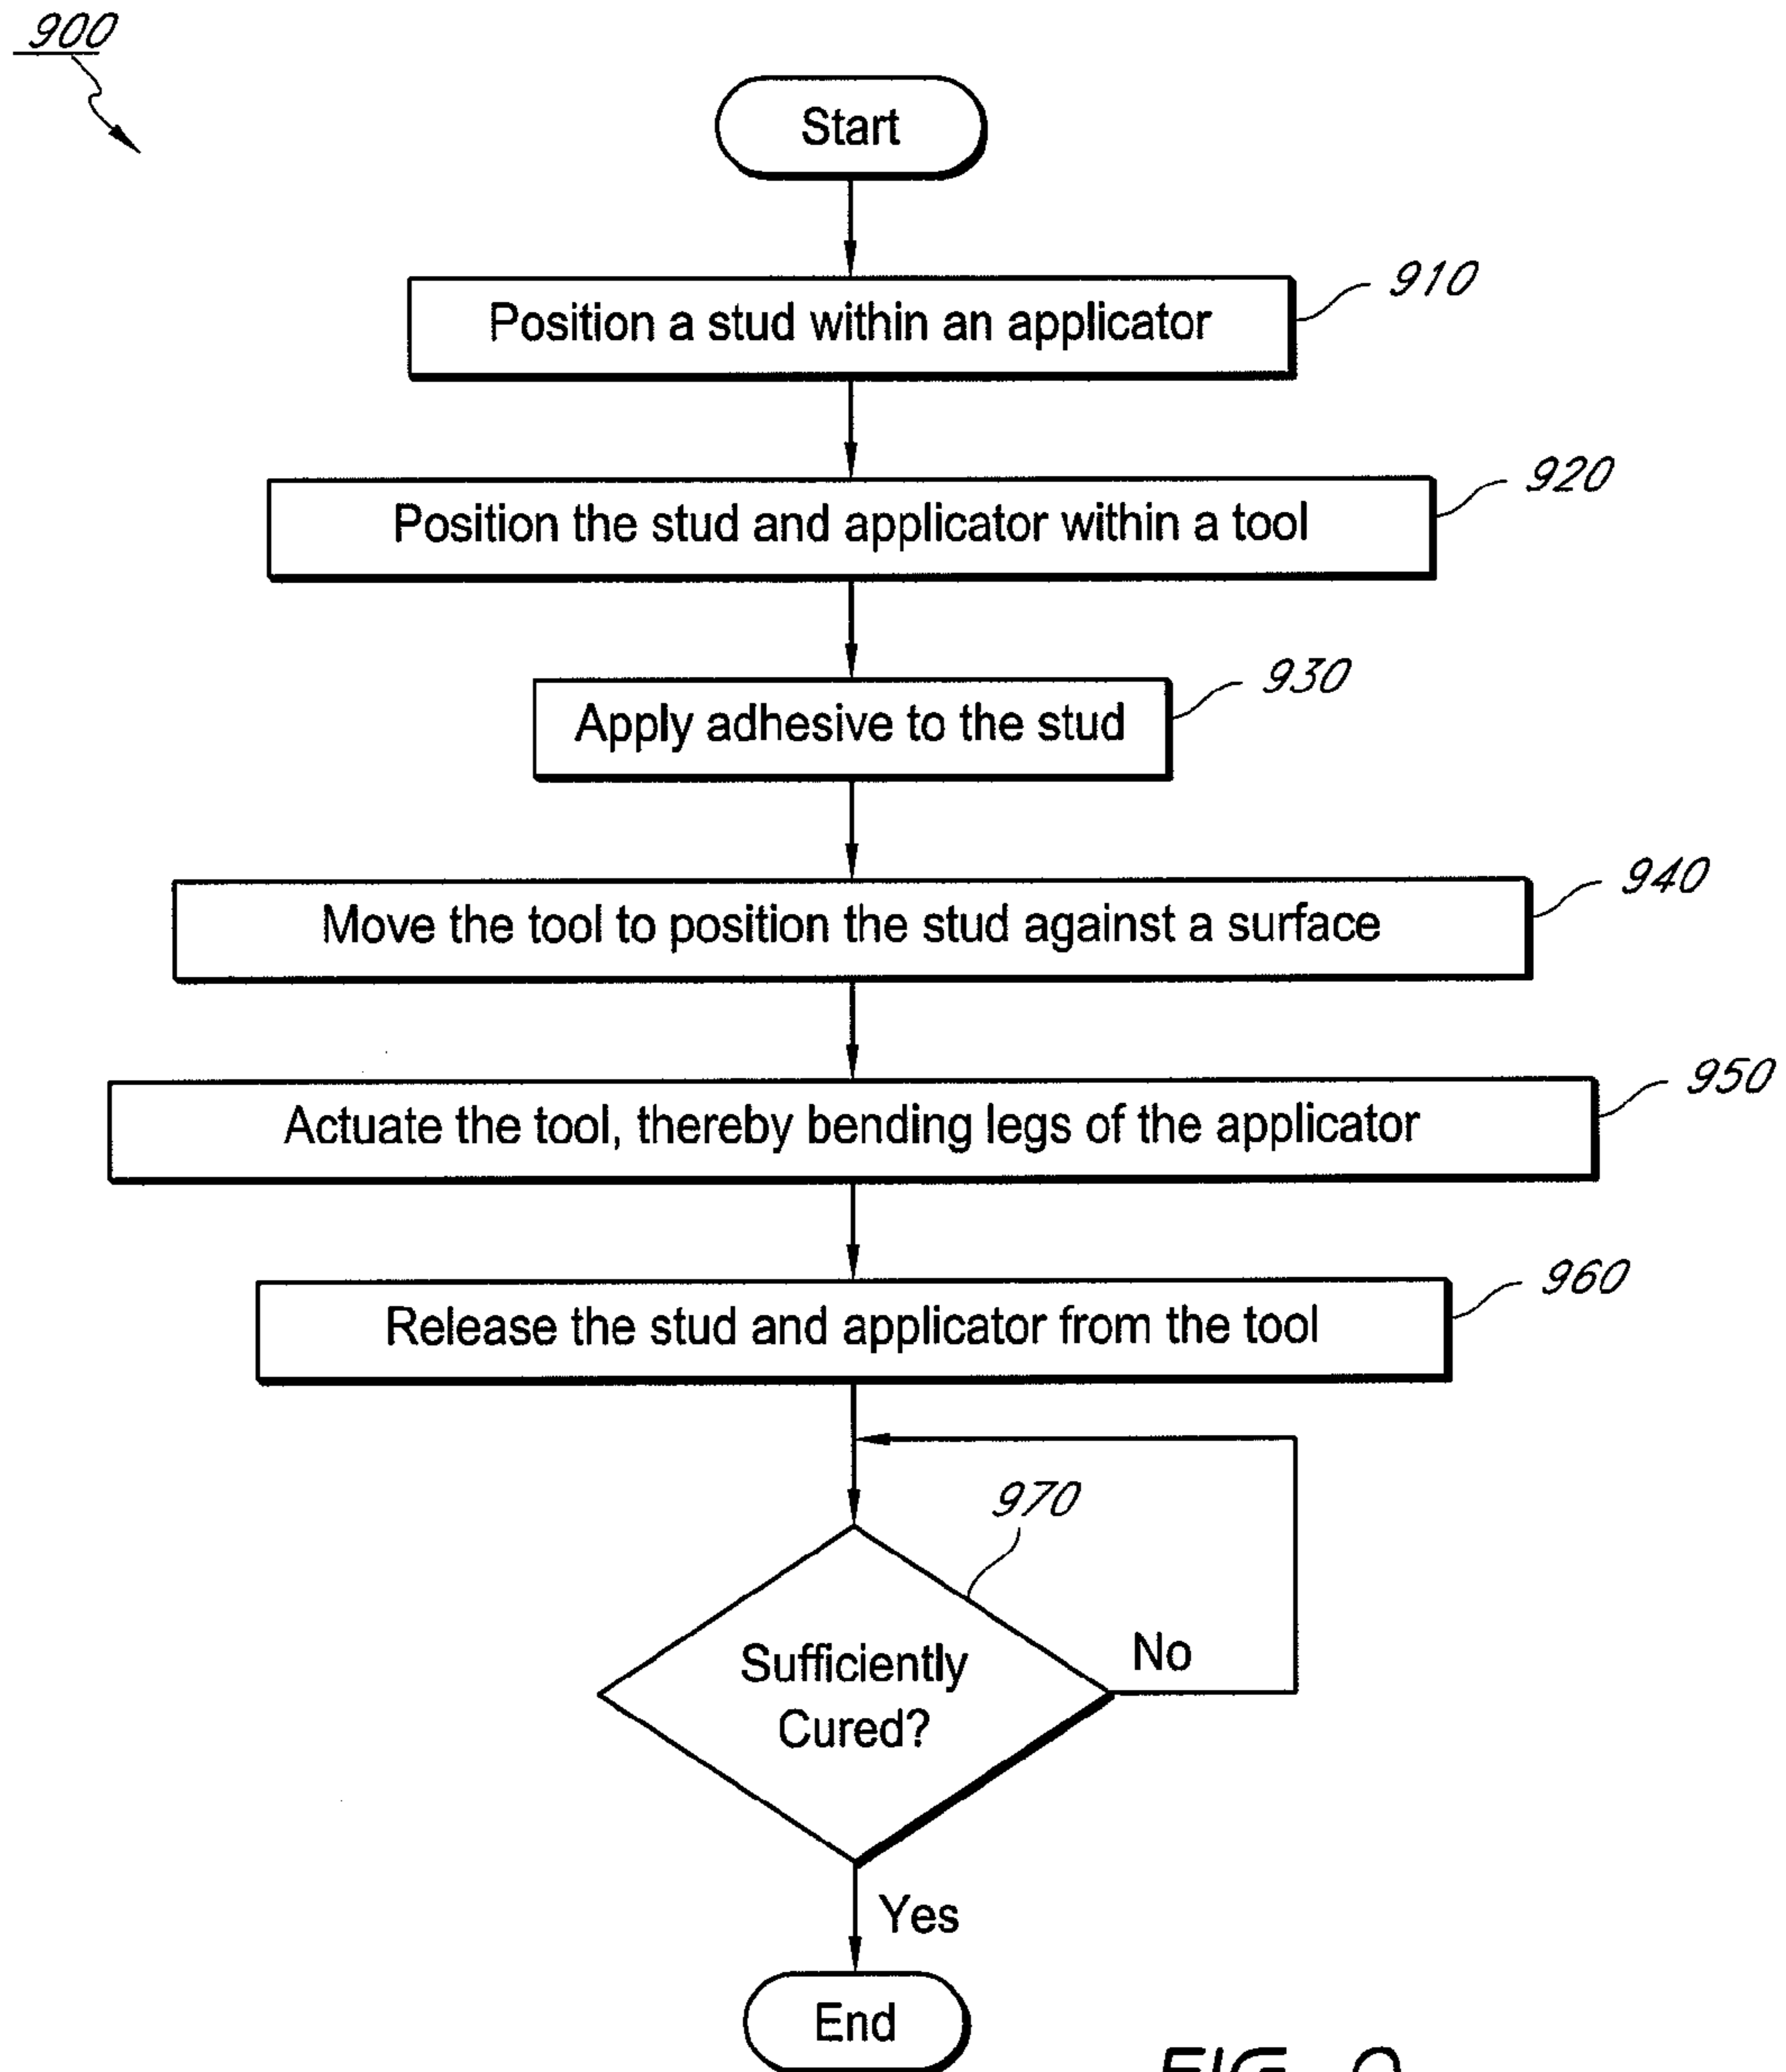 900
Start
910
Position a stud within an applicator
920
Position the stud and applicator within a tool
930
Apply adhesive to the stud
940
Move the tool to position the stud against a surface
950
Actuate the tool, thereby bending legs of the applicator
960
Release the stud and applicator from the tool
970
Sufficiently
Cured?
No
Yes
End
FIG. 9